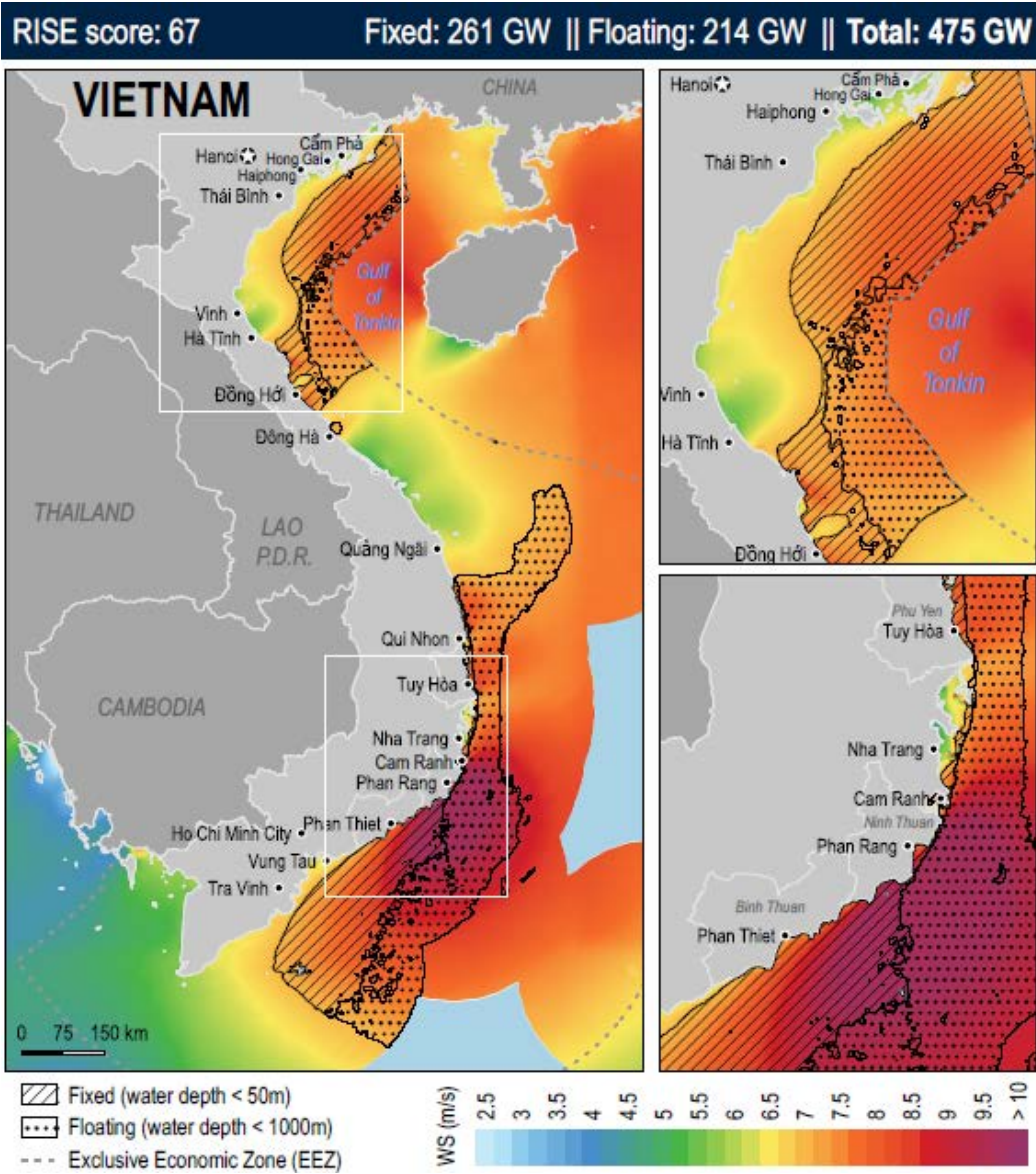 RISE score: 67
Fixed: 261 GW || Floating: 214 GW || Total: 475 GW
VIETNAM
CHINA
Hanoi
Cẩm Phả
Hong Gai
Haiphong
Thái Bình
Gulf
of
Tonkin
Vinh
Hà Tĩnh
Đồng Hới
Đông Hà
THAILAND
LAO
P.D.R.
Quảng Ngãi
Qui Nhon
Tuy Hòa
CAMBODIA
Nha Trang
Cam Ranh
Phan Rang
Phan Thiet
Ho Chi Minh City
Vung Tau
Tra Vinh
0 75 150 km
Hanoi
Cẩm Phả
Hong Gai
Haiphong
Thái Bình
Gulf
of
Tonkin
Vinh
Hà Tĩnh
Đồng Hới
Phu Yen
Tuy Hòa
Nha Trang
Cam Ranh
Ninh Thuan
Phan Rang
Binh Thuan
Phan Thiet
Fixed (water depth < 50m)
Floating (water depth < 1000m)
Exclusive Economic Zone (EEZ)
WS (m/s)
2.5 3 3.5 4 4.5 5 5.5 6 6.5 7 7.5 8 8.5 9 9.5 > 10